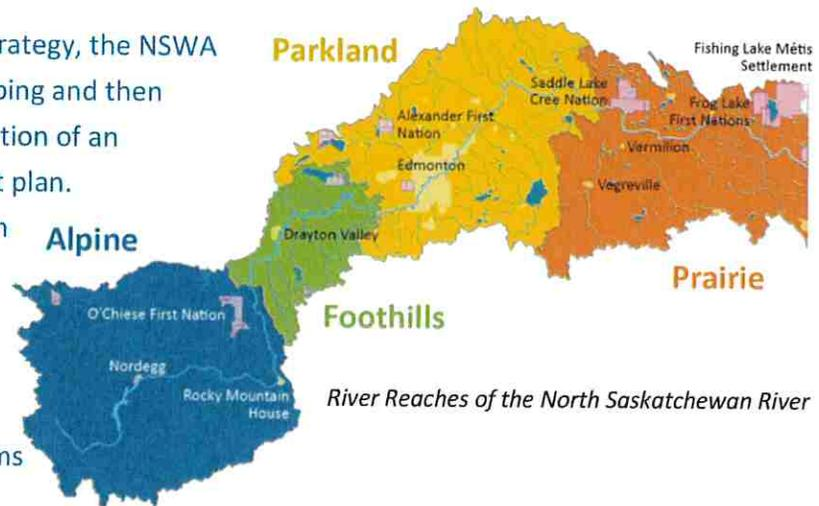 rategy, the NSWA
ping and then
tion of an
t plan.
n
ms
Parkland
Alpine
Foothills
Prairie
Fishing Lake Métis
Settlement
Saddle Lake
Cree Nation
Frog Lake
First Nations
Alexander First
Nation
Edmonton
Vermilion
Vegreville
Drayton Valley
O'Chiese First Nation
Nordegg
Rocky Mountain
House
River Reaches of the North Saskatchewan River